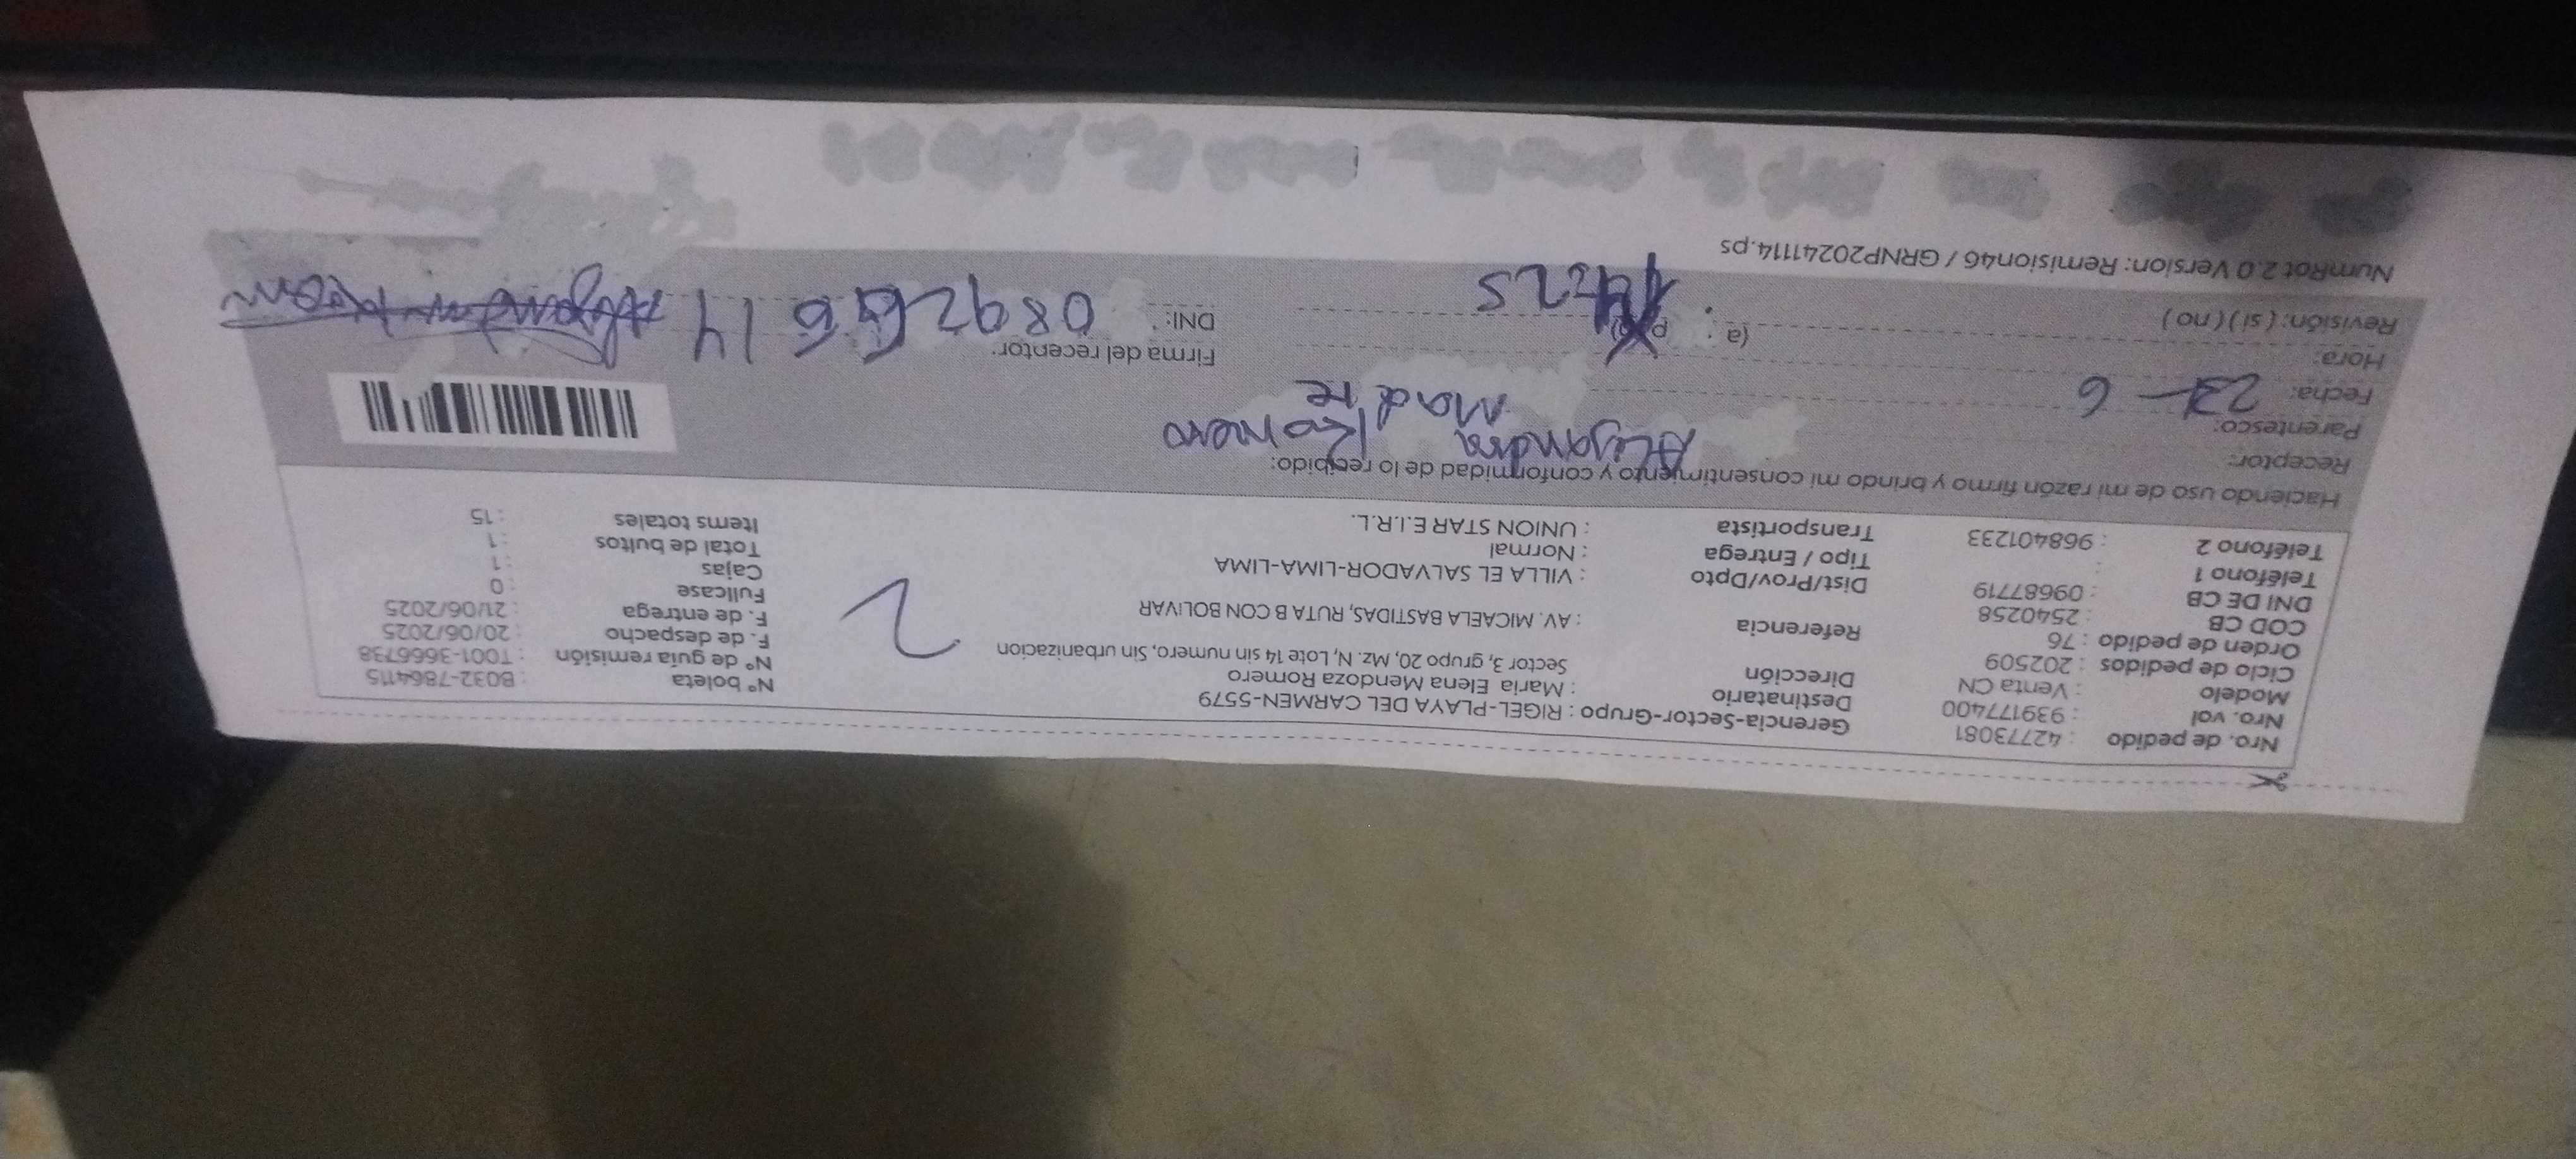 Nro. de pedido : 42773081
Nro. vol : 939177400
Modelo : Venta CN
Ciclo de pedidos : 202509
Orden de pedido : 76
COD CB : 2540258
DNI DE CB : 09687719
Teléfono 1 :
Teléfono 2 : 968401233
Gerencia-Sector-Grupo : RIGEL-PLAYA DEL CARMEN-5579
Destinatario : Maria Elena Mendoza Romero
Dirección Sector 3, grupo 20, Mz. N, Lote 14 sin numero, Sin urbanizacion
Referencia : AV. MICAELA BASTIDAS, RUTA B CON BOLIVAR
Dist/Prov/Dpto : VILLA EL SALVADOR-LIMA-LIMA
Tipo / Entrega : Normal
Transportista : UNION STAR E.I.R.L.
2
Nº boleta : B032-7864115
Nº de guía remisión : T001-3666738
F. de despacho : 20/06/2025
F. de entrega : 21/06/2025
Fullcase : 0
Cajas : 1
Total de bultos : 1
Items totales : 15
Haciendo uso de mi razón firmo y brindo mi consentimiento y conformidad de lo recibido:
Receptor: Alejandra Romero
Parentesco: Madre
Fecha: 23-6
Hora: (a : p
Revisión: ( si ) ( no )
Firma del receptor:
DNI: 08926614
NumRot 2.0 Version: Remision46 / GRNP20241114.ps